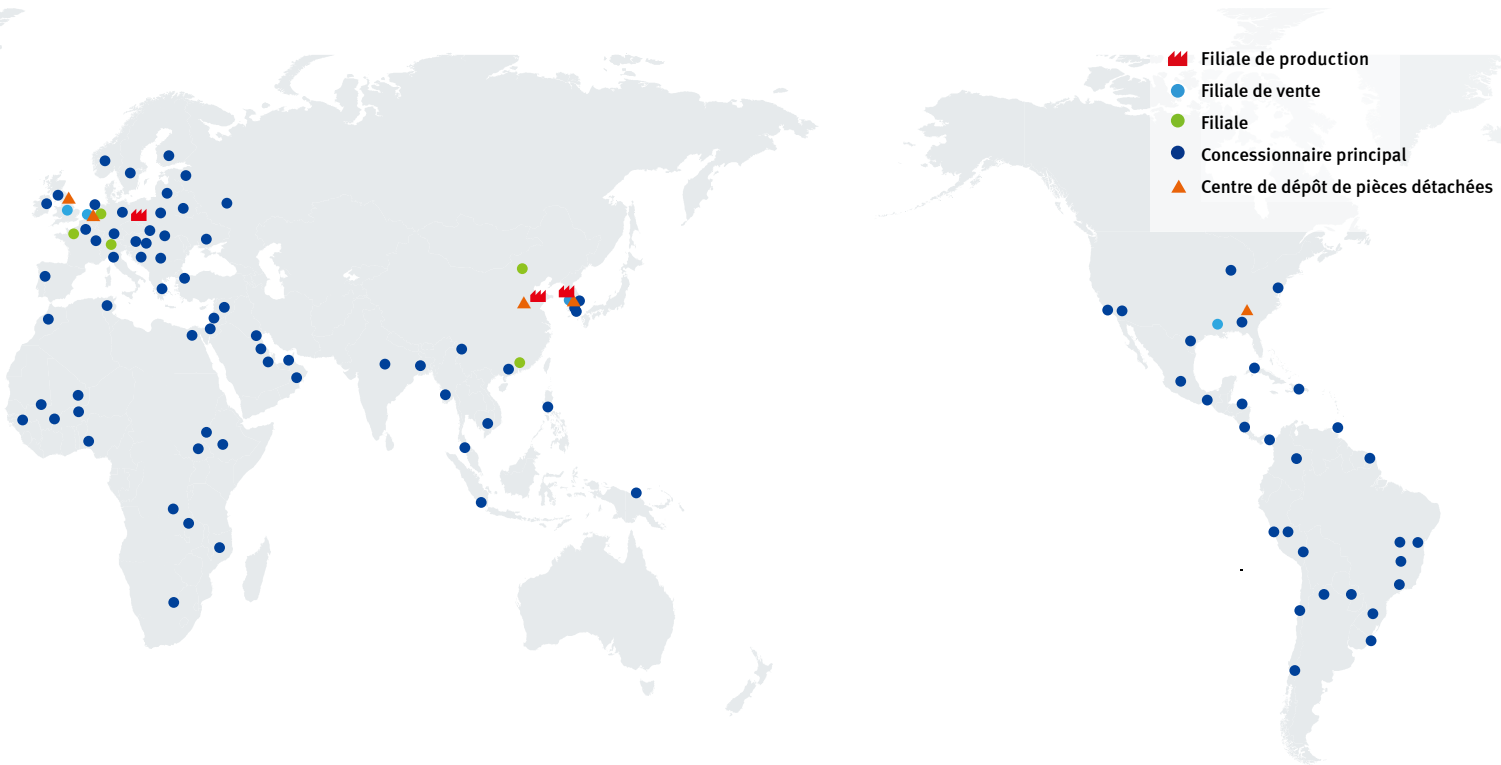 Filiale de production
Filiale de vente
Filiale
Concessionnaire principal
Centre de dépôt de pièces détachées